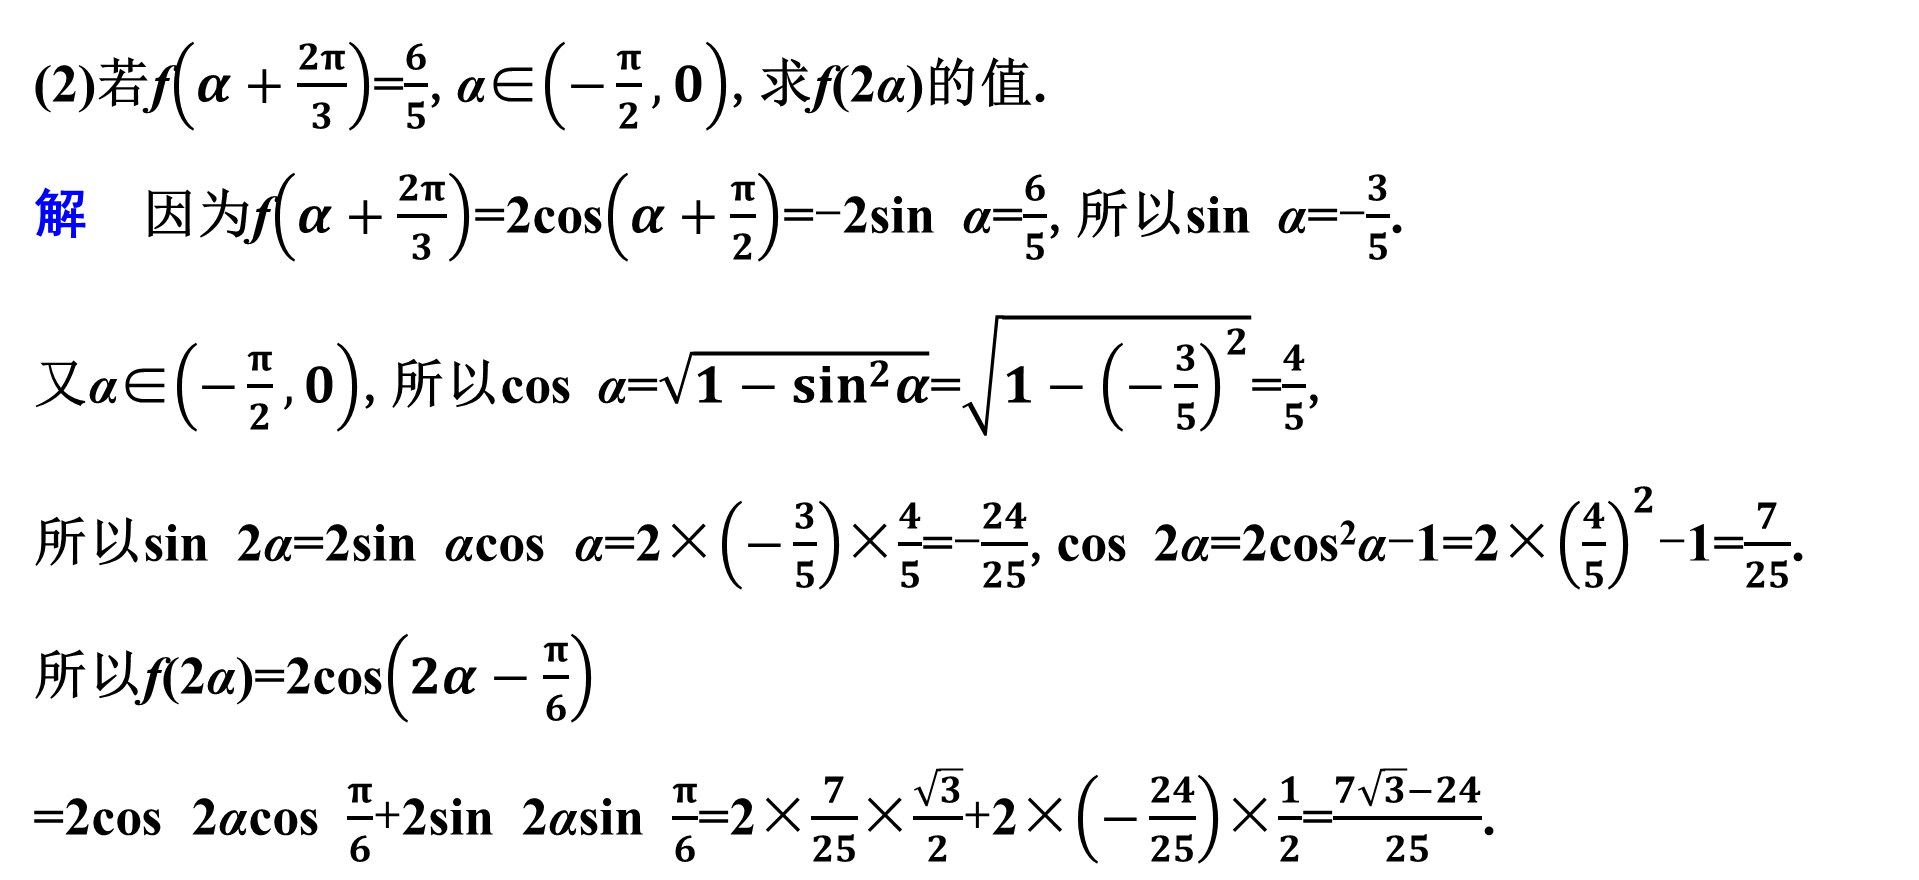 (2)若f(α + 2π/3)=6/5, α∈(− π/2, 0), 求f(2α)的值.
解 因为f(α + 2π/3)=2cos(α + π/2)=−2sin α=6/5, 所以sin α=−3/5.
又α∈(− π/2, 0), 所以cos α=√(1 − sin²α)=√(1 − (− 3/5)²)=4/5,
所以sin 2α=2sin αcos α=2×(− 3/5)×4/5=−24/25, cos 2α=2cos²α−1=2×(4/5)²−1=7/25.
所以f(2α)=2cos(2α − π/6)
=2cos 2αcos π/6+2sin 2αsin π/6=2×7/25×√3/2+2×(− 24/25)×1/2=(7√3−24)/25.